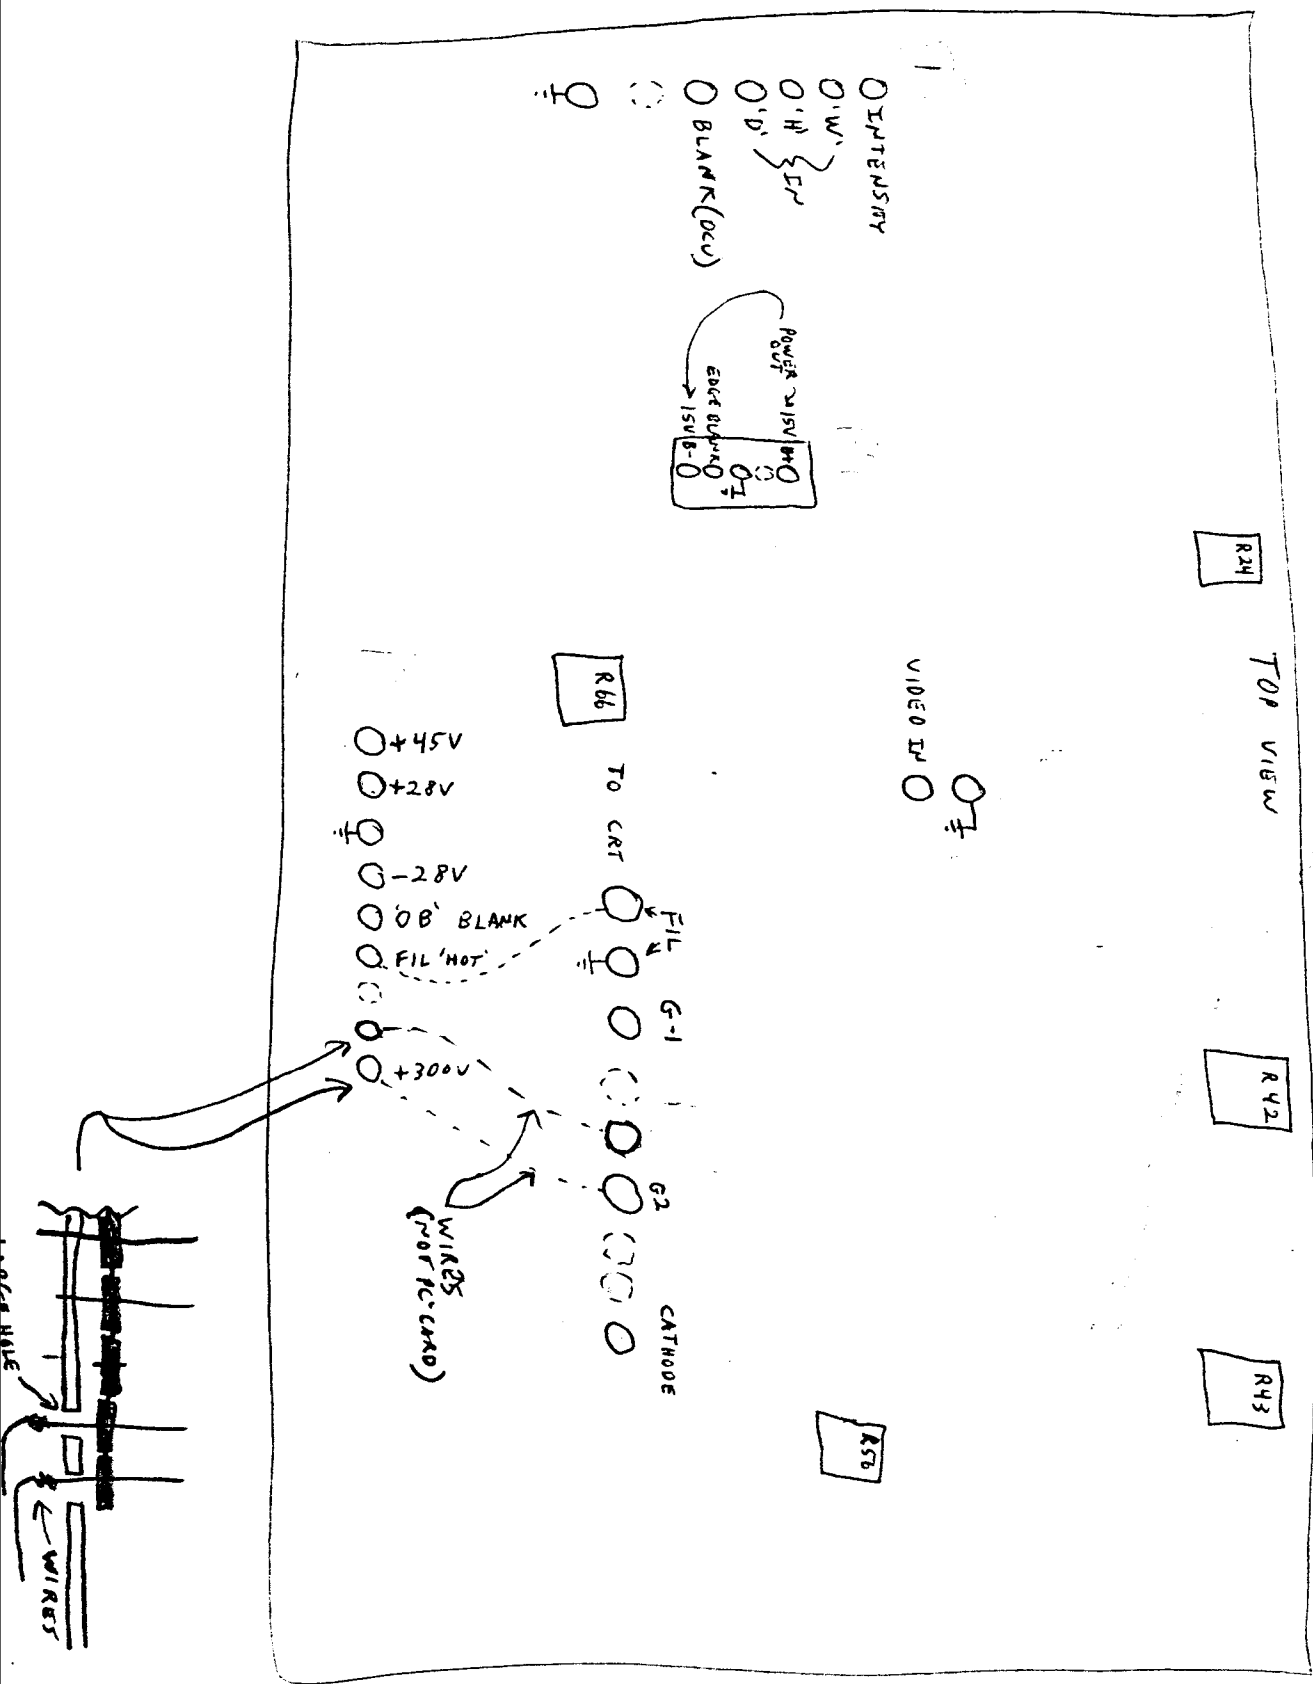 TOP VIEW
R24
R42
R43
R56
VIDEO IN
INTENSITY
'W'
'H' } IN
'D'
BLANK (DCU)
POWER OUT
15V B+
EDGE BLANK
15V B-
R66
TO CRT
FIL
G-1
G2
CATHODE
+45V
+28V
-28V
'OB' BLANK
FIL 'HOT'
+300V
WIRES
(NOT PC-CARD)
HOLE
WIRES